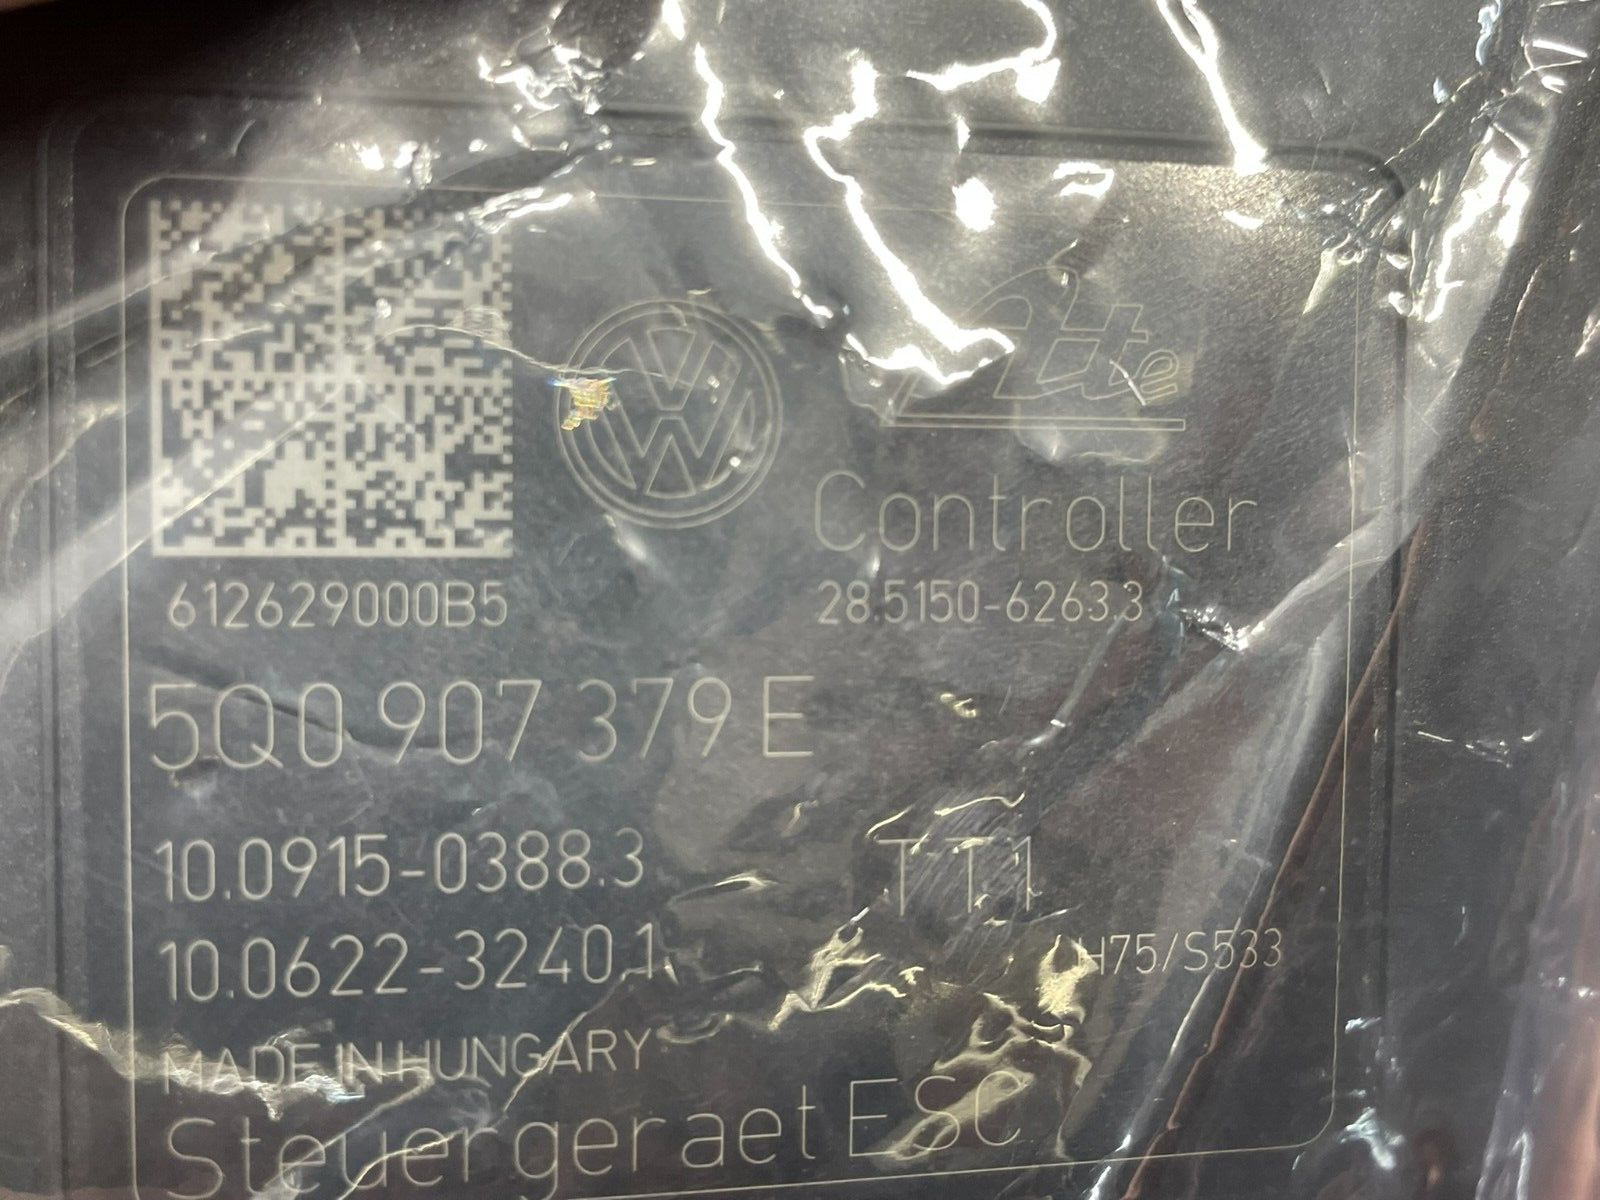 Ate
Controller
612629000B5
28.5150-6263.3
5Q0 907 379 E
10.0915-0388.3
TT1
10.0622-3240.1
H75/S533
MADE IN HUNGARY
Steuergeraet ESC